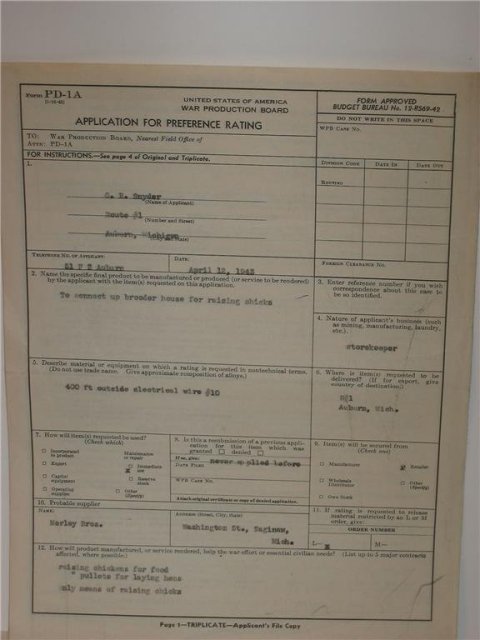 Form PD-1A
UNITED STATES OF AMERICA
WAR PRODUCTION BOARD
FORM APPROVED
BUDGET BUREAU No. 12-R569-42
APPLICATION FOR PREFERENCE RATING
DO NOT WRITE IN THIS SPACE
WPB CASE NO.
TO: WAR PRODUCTION BOARD, Nearest Field Office of
ATTN: PD-1A
FOR INSTRUCTIONS.—See page 4 of Original and Triplicate.
DIVISION CODE DATE IN DATE OUT
ROUTING
1.
Snyder
(Name of Applicant)
Route #1
(Number and Street)
Auburn, Michigan
TELEPHONE NO. OF APPLICANT
DATE
FOREIGN CLEARANCE NO.
Auburn
April 12, 1943
2. Name the specific final product to be manufactured or produced (or service to be rendered)
by the applicant with the item(s) requested on this application.
To connect up brooder house for raising chicks
3. Enter reference number if you wish
correspondence about this case to
be so identified.
4. Nature of applicant's business (such
as mining, manufacturing, laundry,
etc.).
storekeeper
5. Describe material or equipment on which a rating is requested in nontechnical terms.
(Do not use trade name. Give approximate composition of alloys.)
400 ft outside electrical wire #10
6. Where is item(s) requested to be
delivered? (If for export, give
country of destination)
R#1
Auburn, Mich.
7. How will item(s) requested be used?
(Check which)
Incorporated in product
Maintenance or repair
Export
Immediate use
Capital equipment
Reserve stock
Operating supplies
Other (Specify)
8. Is this a resubmission of a previous appli-
cation for this item which was
granted denied
If so, give: never applied before
DATE FROM
WPB CASE NO.
Attach original certificate or copy of denied application.
9. Item(s) will be secured from
(Check one)
Manufacturer
Retailer
Wholesale Distributor
Other (Specify)
Own Stock
10. Probable supplier
NAME
ADDRESS (Street, City, State)
Morley Bros.
Washington St., Saginaw,
Mich.
11. If rating is requested to release
material restricted by an L or M
order, give:
ORDER NUMBER
L— M—
12. How will product manufactured, or service rendered, help the war effort or essential civilian needs? (List up to 5 major contracts
affected, where possible.)
raising chickens for food
" pullets for laying hens
only means of raising chicks
Page 1—TRIPLICATE—Applicant's File Copy